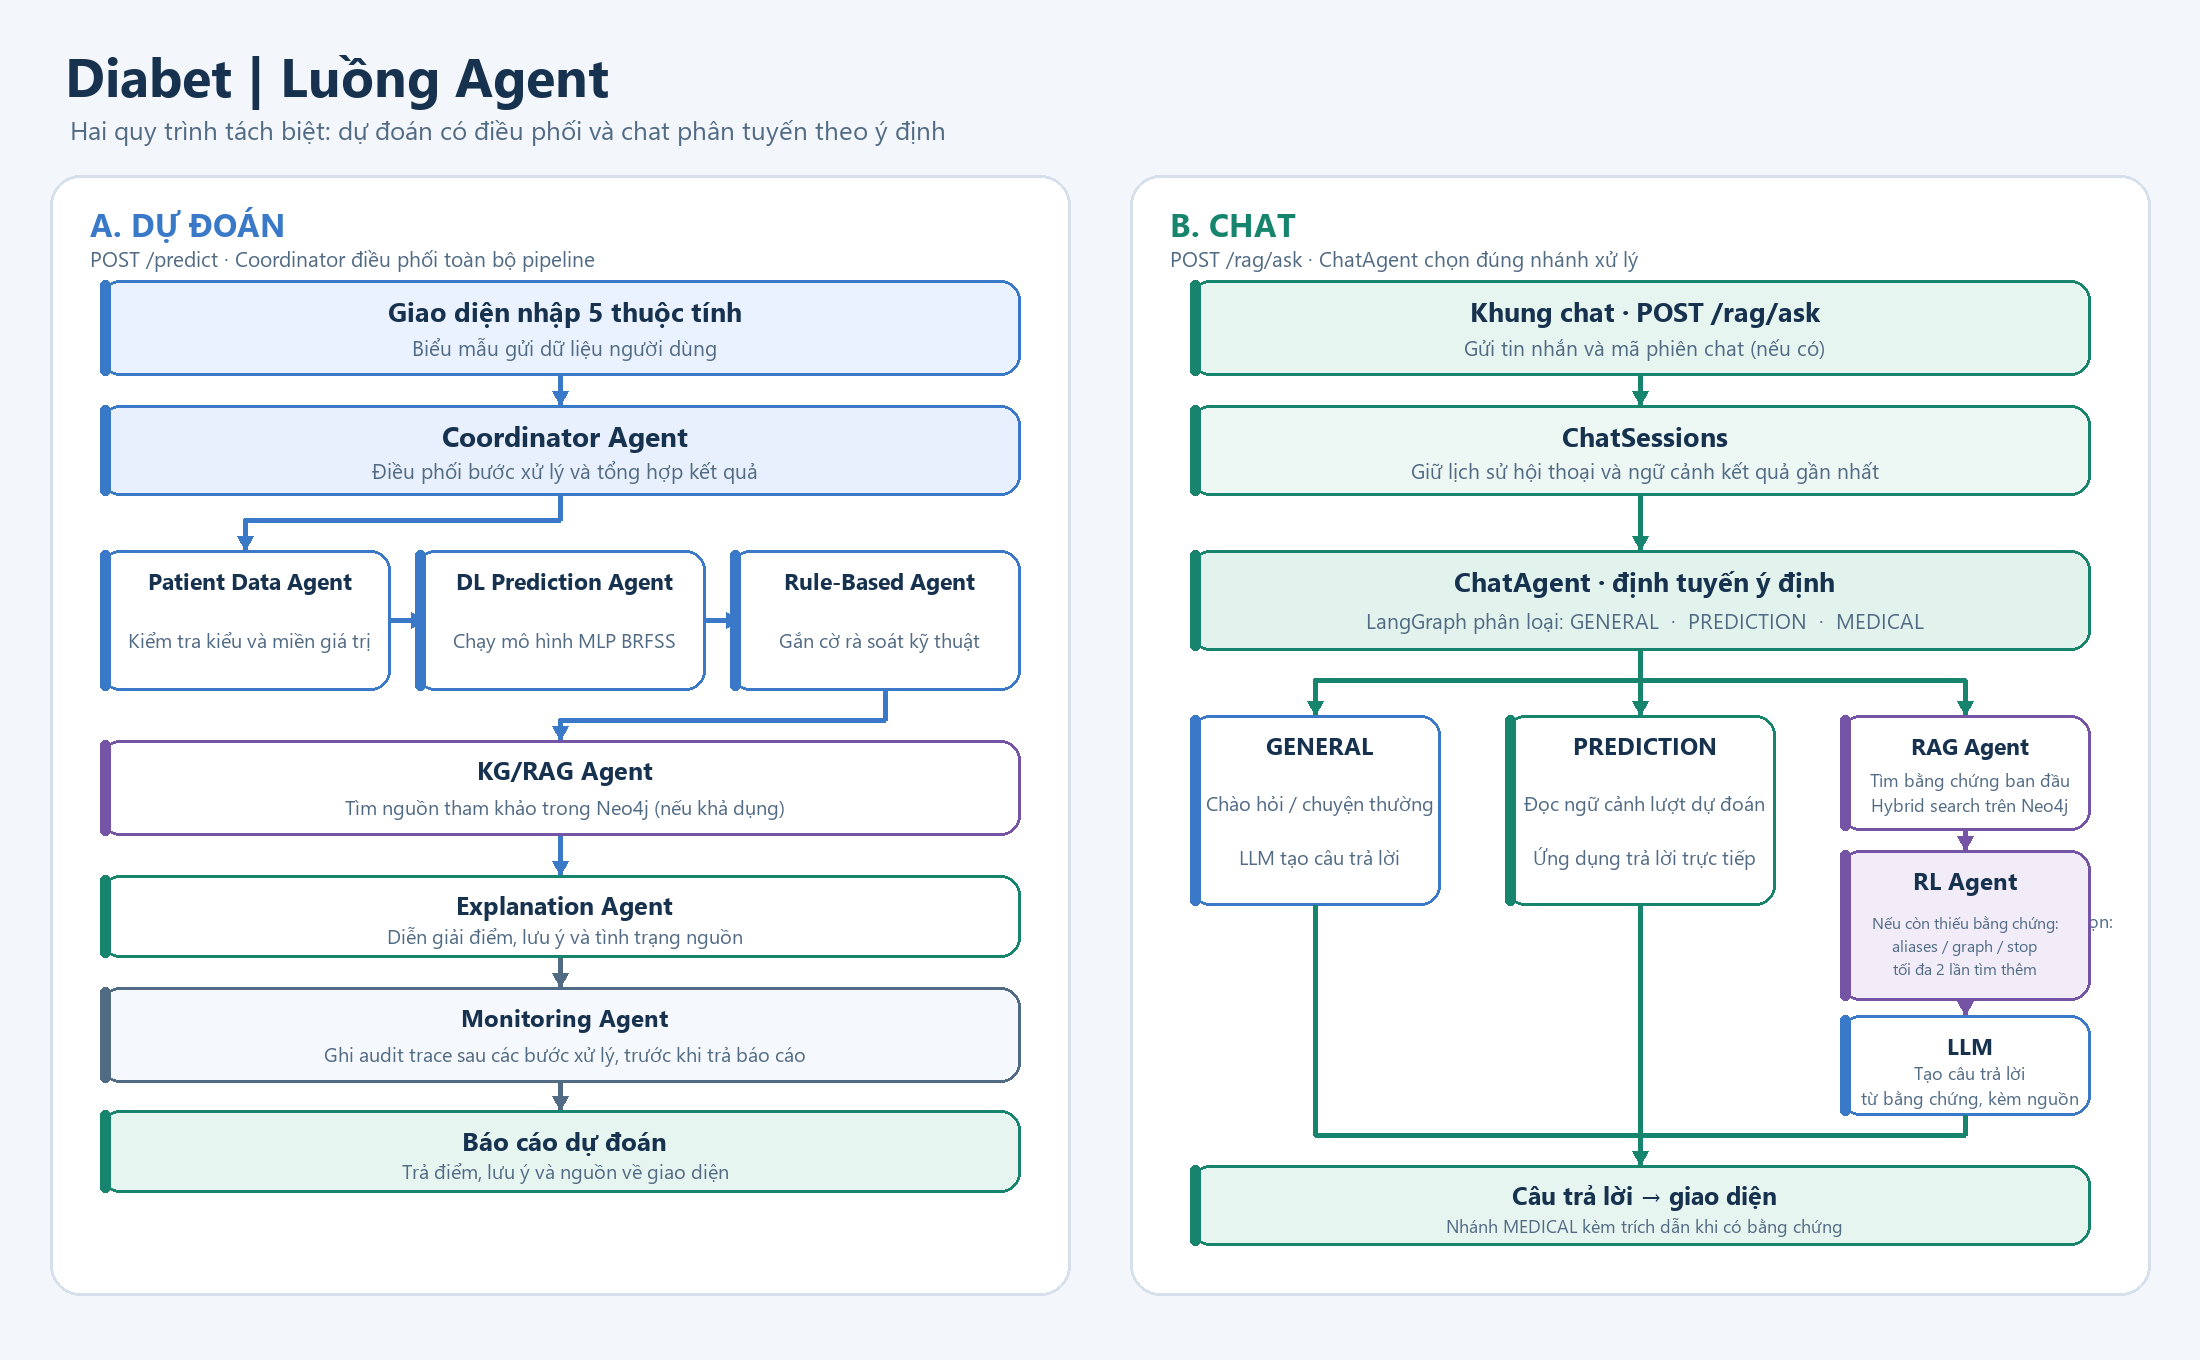 Diabet | Luồng Agent
Hai quy trình tách biệt: dự đoán có điều phối và chat phân tuyến theo ý định
A. DỰ ĐOÁN
POST /predict · Coordinator điều phối toàn bộ pipeline
Giao diện nhập 5 thuộc tính
Biểu mẫu gửi dữ liệu người dùng
Coordinator Agent
Điều phối bước xử lý và tổng hợp kết quả
Patient Data Agent
Kiểm tra kiểu và miền giá trị
DL Prediction Agent
Chạy mô hình MLP BRFSS
Rule-Based Agent
Gắn cờ rà soát kỹ thuật
KG/RAG Agent
Tìm nguồn tham khảo trong Neo4j (nếu khả dụng)
Explanation Agent
Diễn giải điểm, lưu ý và tình trạng nguồn
Monitoring Agent
Ghi audit trace sau các bước xử lý, trước khi trả báo cáo
Báo cáo dự đoán
Trả điểm, lưu ý và nguồn về giao diện
B. CHAT
POST /rag/ask · ChatAgent chọn đúng nhánh xử lý
Khung chat · POST /rag/ask
Gửi tin nhắn và mã phiên chat (nếu có)
ChatSessions
Giữ lịch sử hội thoại và ngữ cảnh kết quả gần nhất
ChatAgent · định tuyến ý định
LangGraph phân loại: GENERAL · PREDICTION · MEDICAL
GENERAL
Chào hỏi / chuyện thường
LLM tạo câu trả lời
PREDICTION
Đọc ngữ cảnh lượt dự đoán
Ứng dụng trả lời trực tiếp
RAG Agent
Tìm bằng chứng ban đầu
Hybrid search trên Neo4j
RL Agent
Nếu còn thiếu bằng chứng:
aliases / graph / stop
tối đa 2 lần tìm thêm
LLM
Tạo câu trả lời
từ bằng chứng, kèm nguồn
Câu trả lời → giao diện
Nhánh MEDICAL kèm trích dẫn khi có bằng chứng